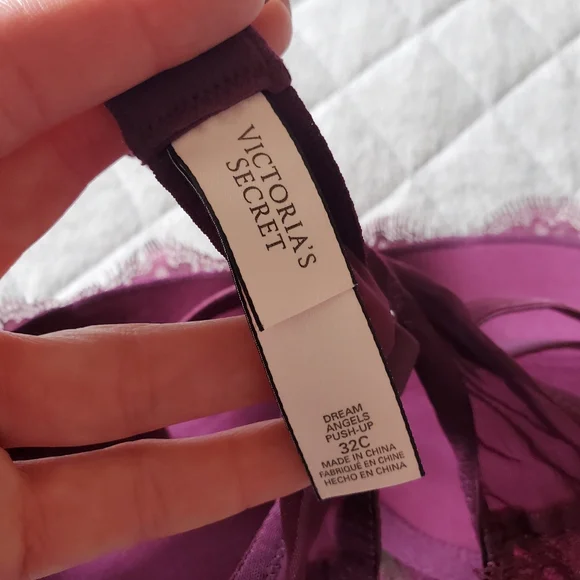 VICTORIA'S
SECRET
DREAM
ANGELS
PUSH-UP
32C
MADE IN CHINA
FABRIQUÉ EN CHINE
HECHO EN CHINA